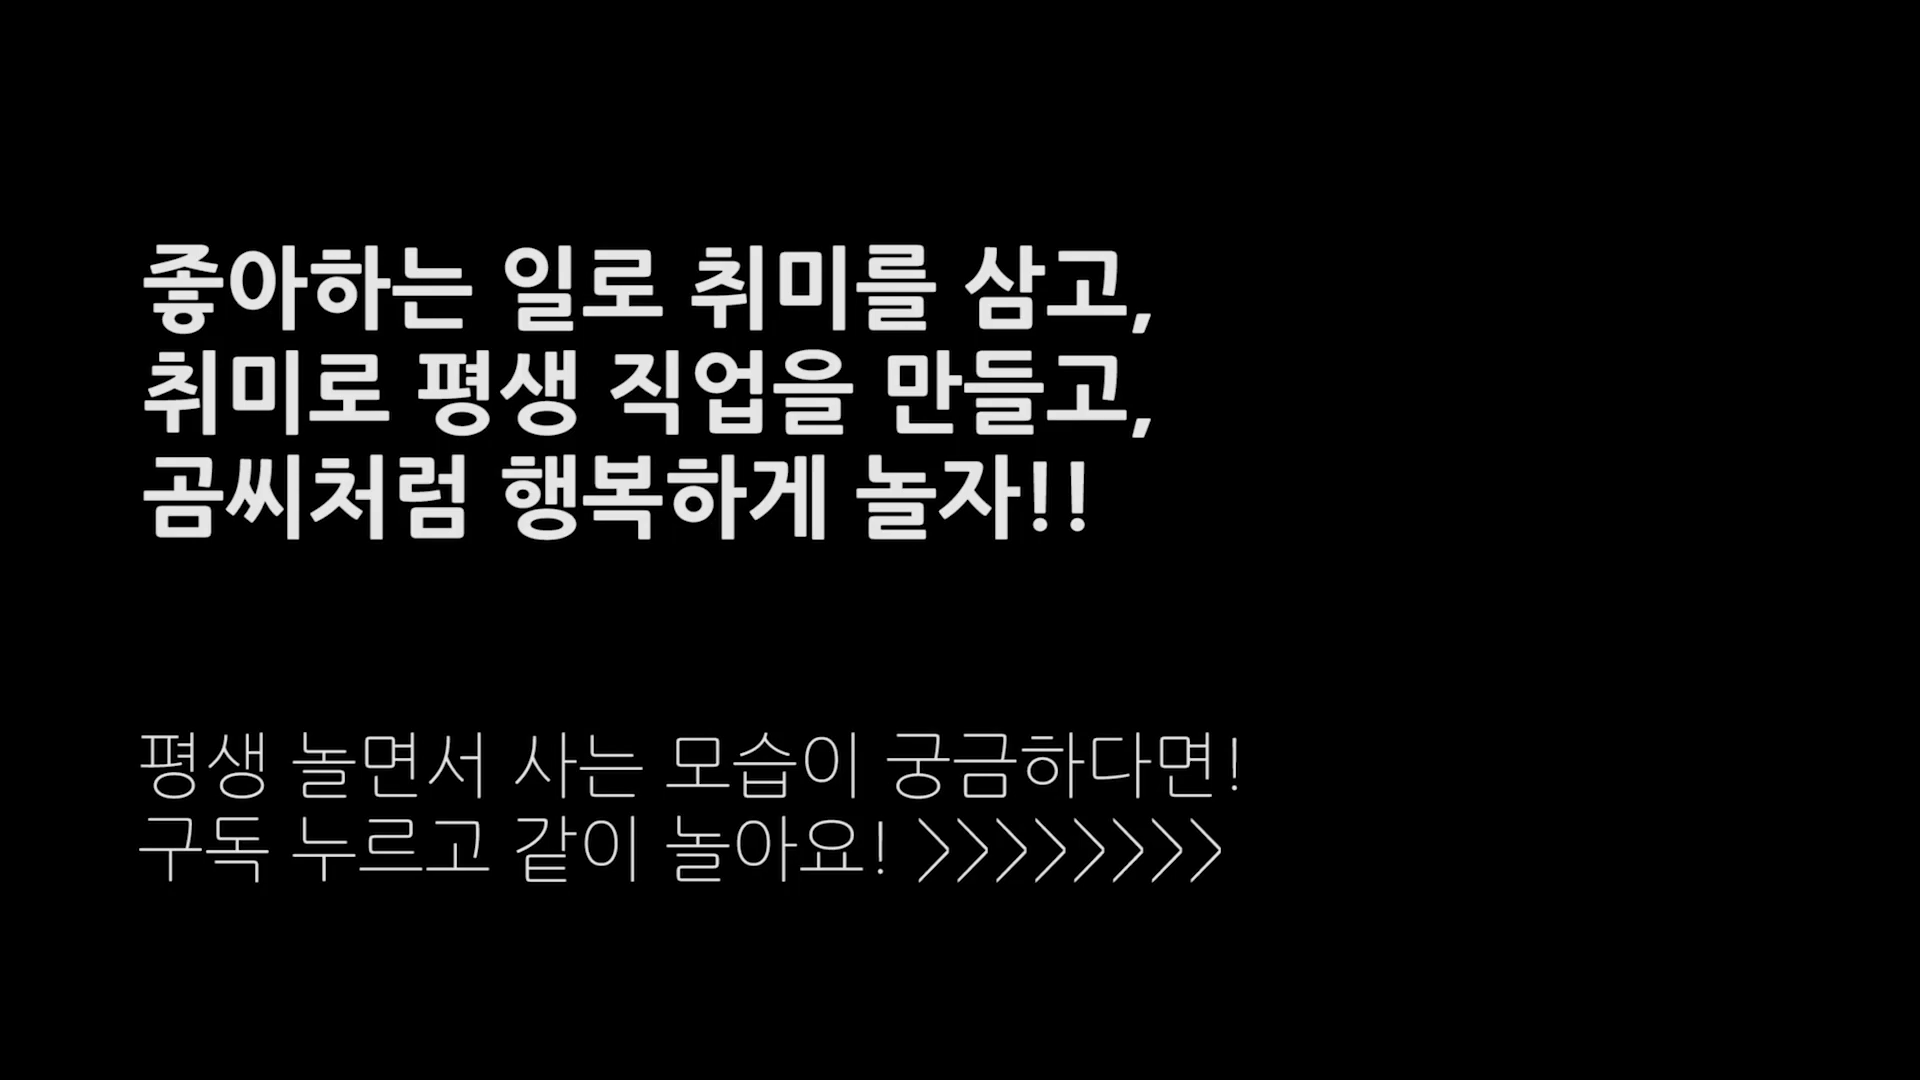 좋아하는 일로 취미를 삼고,
취미로 평생 직업을 만들고,
곰씨처럼 행복하게 놀자!!
평생 놀면서 사는 모습이 궁금하다면!
구독 누르고 같이 놀아요! >>>>>>>>